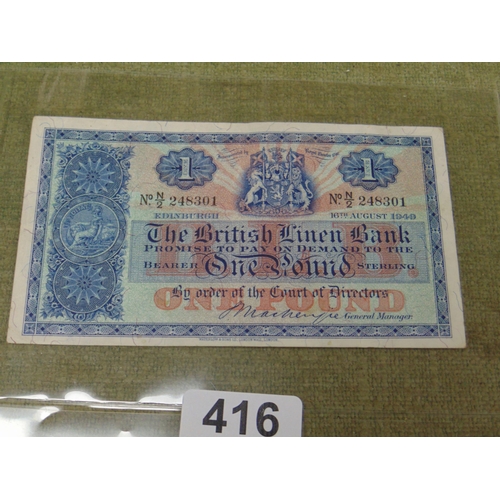 1 1
No N/2 248301 No N/2 248301
EDINBURGH 16TH AUGUST 1949
The British Linen Bank
PROMISE TO PAY ON DEMAND TO THE
BEARER One Pound STERLING
By order of the Court of Directors
ONE POUND
General Manager
416